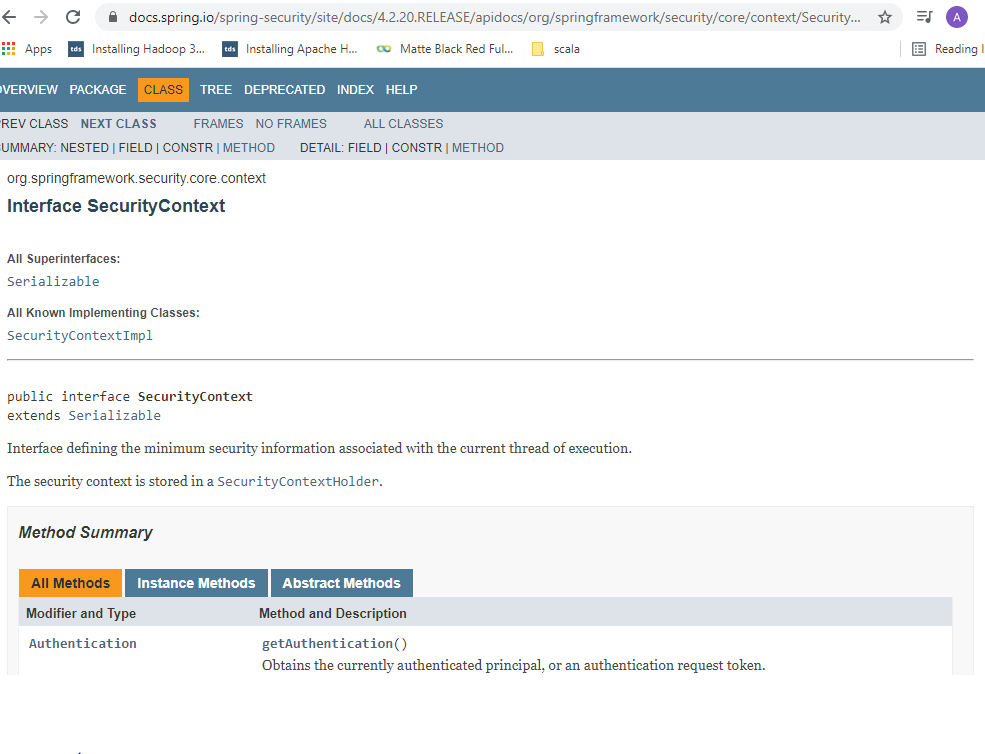 docs.spring.io/spring-security/site/docs/4.2.20.RELEASE/apidocs/org/springframework/security/core/context/Security... A
Apps tds Installing Hadoop 3... tds Installing Apache H... Matte Black Red Ful... scala Reading l
OVERVIEW PACKAGE CLASS TREE DEPRECATED INDEX HELP
PREV CLASS NEXT CLASS FRAMES NO FRAMES ALL CLASSES
SUMMARY: NESTED | FIELD | CONSTR | METHOD DETAIL: FIELD | CONSTR | METHOD
org.springframework.security.core.context
Interface SecurityContext
All Superinterfaces:
Serializable
All Known Implementing Classes:
SecurityContextImpl
public interface SecurityContext
extends Serializable
Interface defining the minimum security information associated with the current thread of execution.
The security context is stored in a SecurityContextHolder.
Method Summary
All Methods Instance Methods Abstract Methods
Modifier and Type Method and Description
Authentication getAuthentication()
Obtains the currently authenticated principal, or an authentication request token.